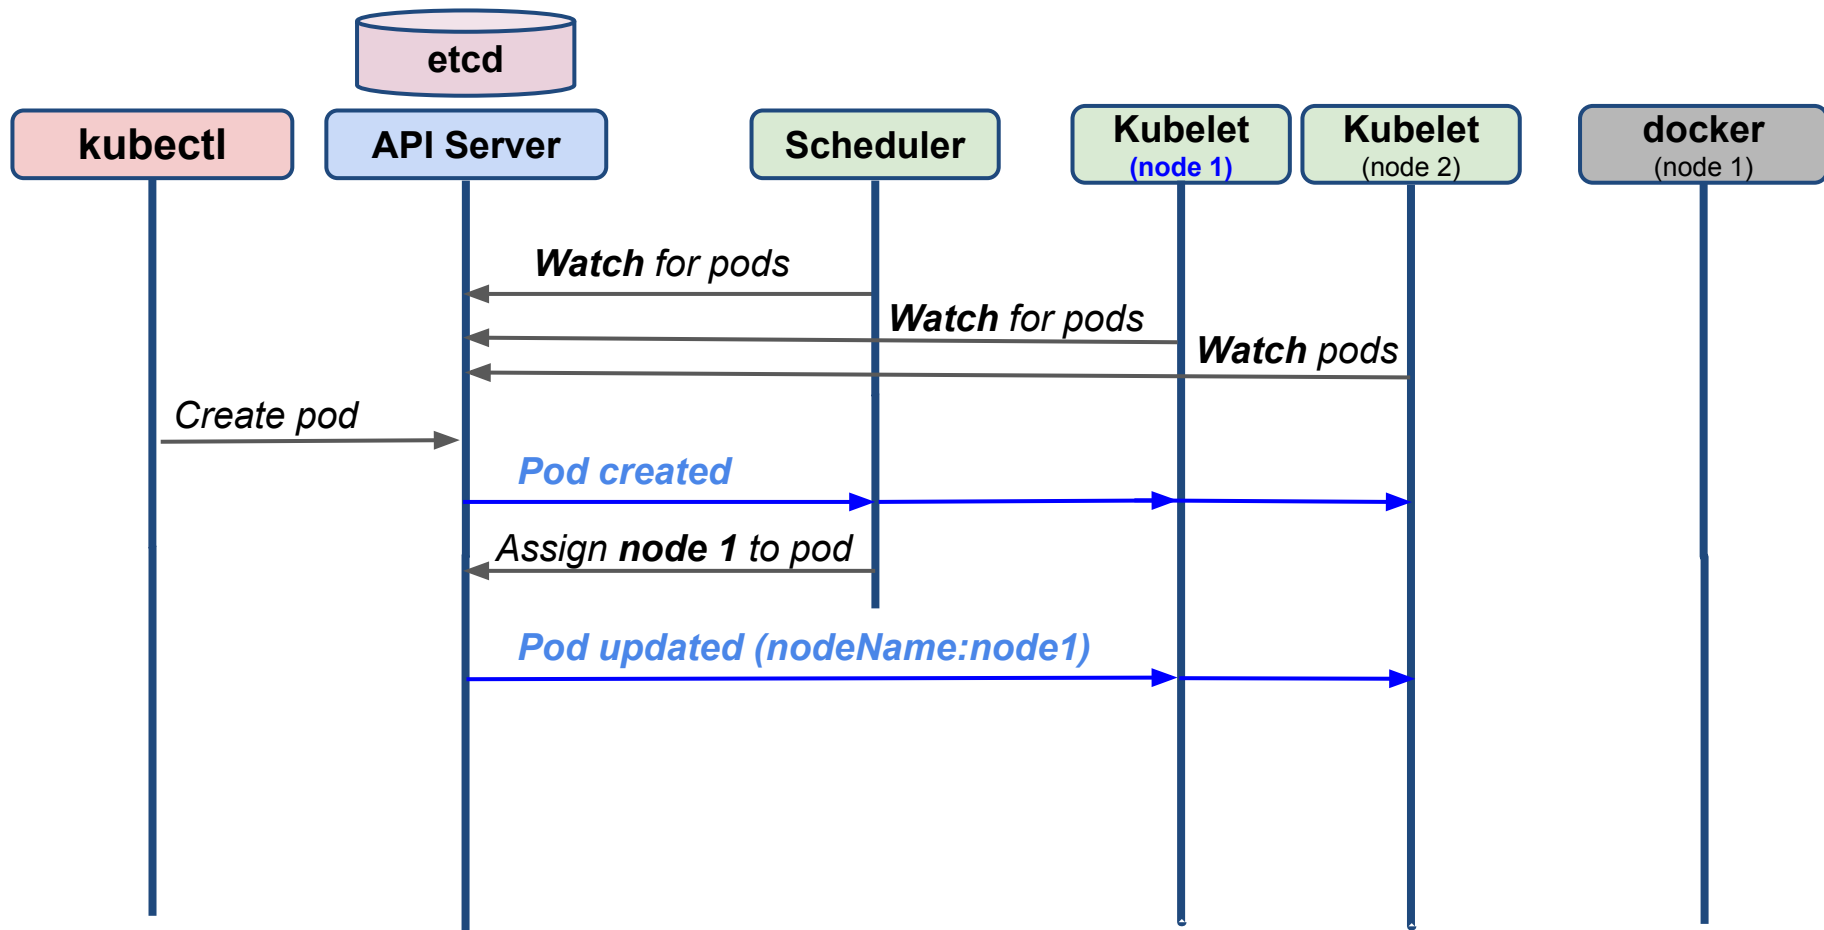 etcd
kubectl
API Server
Scheduler
Kubelet
(node 1)
Kubelet
(node 2)
docker
(node 1)
Watch for pods
Watch for pods
Watch pods
Create pod
Pod created
Assign node 1 to pod
Pod updated (nodeName:node1)